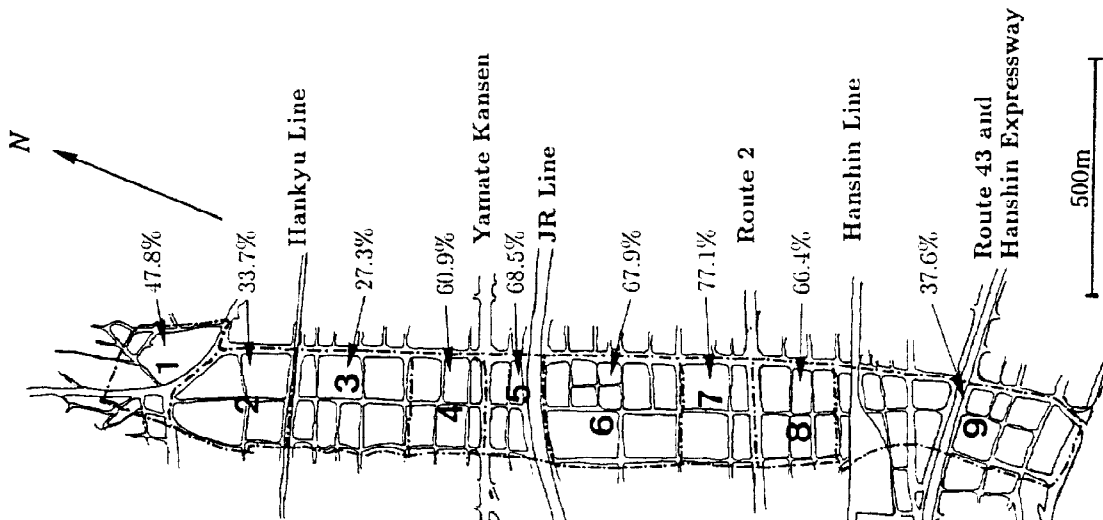 N
47.8%
33.7%
Hankyu Line
27.3%
60.9%
Yamate Kansen
68.5%
JR Line
67.9%
77.1%
Route 2
66.4%
Hanshin Line
37.6%
Route 43 and
Hanshin Expressway
500m
1
2
3
4
5
6
7
8
9